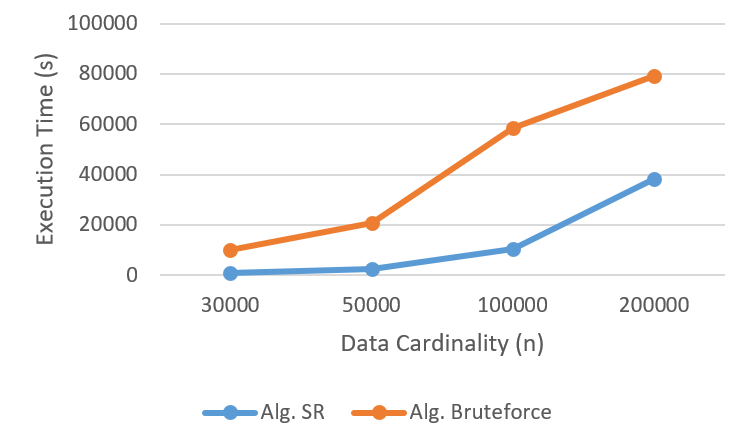 100000
80000
60000
40000
20000
0
Execution Time (s)
30000 50000 100000 200000
Data Cardinality (n)
Alg. SR Alg. Bruteforce